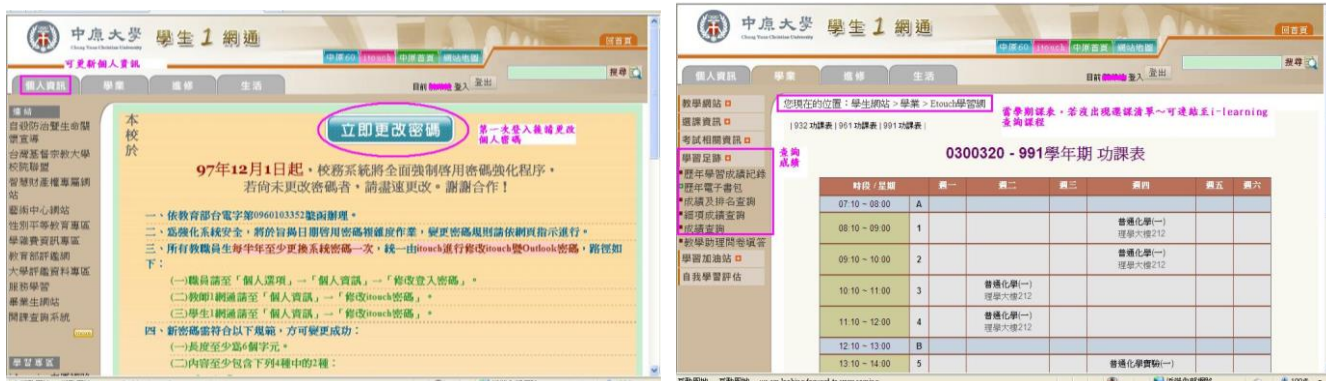 中原大學 學生1網通
Chung Yuan Christian University
回首頁
中原60 itouch 中原首頁 網站地圖
可更新個人資訊
搜尋
個人資訊 學業 進修 生活
目前 登入 登出
連結
自殺防治暨生命關
懷宣導
台灣基督宗教大學
校院聯盟
智慧財產權專屬網
站
藝術中心網站
性別平等教育專區
學雜費資訊專區
教育部評鑑網
大學評鑑資料專區
服務學習
畢業生網站
開課查詢系統
more
學習專區
本
校
於
立即更改密碼
第一次登入報請更改
個人密碼
97年12月1日起，校務系統將全面強制啓用密碼強化程序，
若尚未更改密碼者，請盡速更改。謝謝合作！
一、依教育部台電字第0960103352號函辦理。
二、為強化系統安全，將於旨揭日期啓用密碼複雜度作業，變更密碼規則請依網頁指示進行。
三、所有教職員生每半年至少更換系統密碼一次，統一由itouch進行修改itouch暨Outlook密碼，路徑如
下：
(一)職員請至「個人選項」→「個人資訊」→「修改登入密碼」。
(二)教師1網通請至「個人資訊」→「修改itouch密碼」。
(三)學生1網通請至「個人資訊」→「修改itouch密碼」。
四、新密碼需符合以下規範，方可變更成功：
(一)長度至少為6個字元。
(二)內容至少包含下列4種中的2種：
中原大學 學生1網通
Chung Yuan Christian University
回首頁
中原60 itouch 中原首頁 網站地圖
搜尋
個人資訊 學業 進修 生活
目前 登入 登出
教學網站
選課資訊
考試相關資訊
學習足跡
歷年學習成績紀錄
歷年電子書包
成績及排名查詢
細項成績查詢
成績查詢
教學助理問卷填答
學習加油站
自我學習評估
查詢
成績
您現在的位置：學生網站 > 學業 > Etouch學習網
當學期課表，若沒出現選課清單～可連結至i-learning
查詢課程
| 932 功課表 | 961 功課表 | 991 功課表 |
0300320 - 991學年期 功課表
時段 / 星期 週一 週二 週三 週四 週五 週六
07:10 ~ 08:00 A
08:10 ~ 09:00 1 普通化學(一)
理學大樓212
09:10 ~ 10:00 2 普通化學(一)
理學大樓212
10:10 ~ 11:00 3 普通化學(一)
理學大樓212
11:10 ~ 12:00 4 普通化學(一)
理學大樓212
12:10 ~ 13:00 B
13:10 ~ 14:00 5 普通化學實驗(一)